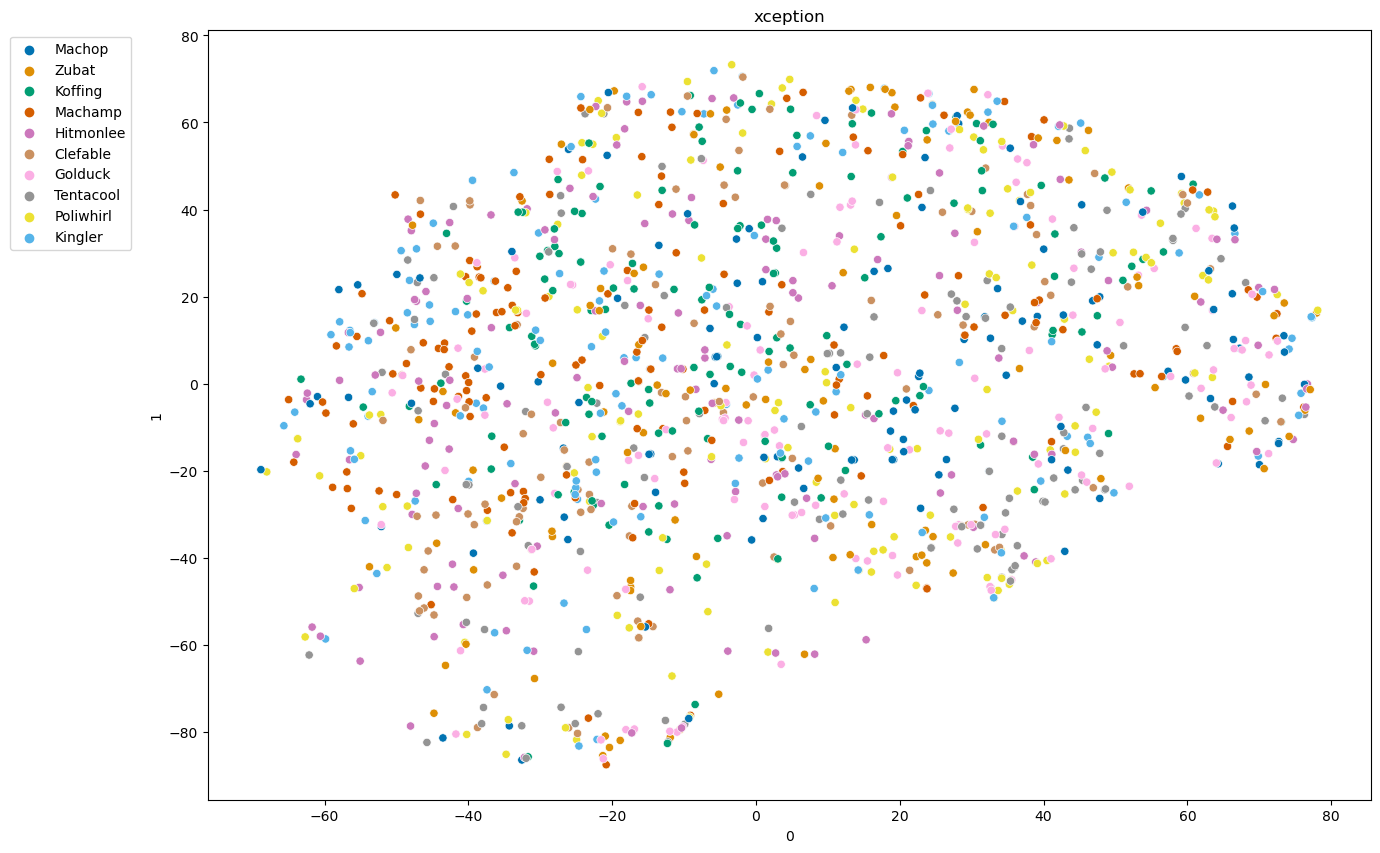 xception
Machop
Zubat
Koffing
Machamp
Hitmonlee
Clefable
Golduck
Tentacool
Poliwhirl
Kingler
80
60
40
20
0
−20
−40
−60
−80
1
−60 −40 −20 0 20 40 60 80
0